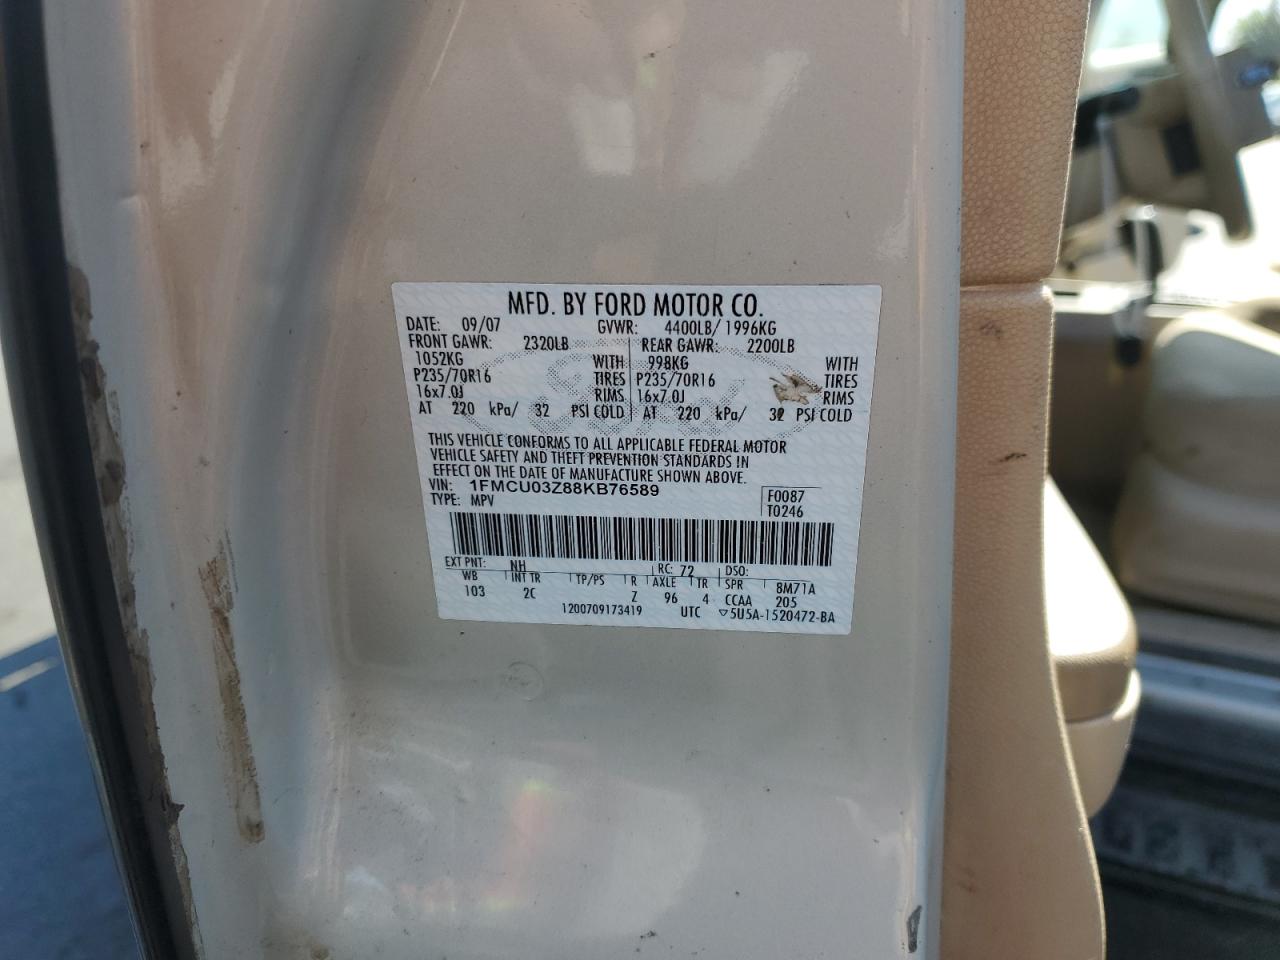 MFD. BY FORD MOTOR CO.
DATE: 09/07 GVWR: 4400LB/ 1996KG
FRONT GAWR: 2320LB REAR GAWR: 2200LB
1052KG WITH 998KG WITH
P235/70R16 TIRES P235/70R16 TIRES
16x7.0J RIMS 16x7.0J RIMS
AT 220 kPa/ 32 PSI COLD AT 220 kPa/ 32 PSI COLD
THIS VEHICLE CONFORMS TO ALL APPLICABLE FEDERAL MOTOR
VEHICLE SAFETY AND THEFT PREVENTION STANDARDS IN
EFFECT ON THE DATE OF MANUFACTURE SHOWN ABOVE.
VIN: 1FMCU03Z88KB76589 F0087
TYPE: MPV T0246
EXT PNT: NH RC: 72 DSO:
WB INT TR TP/PS R AXLE TR SPR 8M71A
103 2C Z 96 4 CCAA 205
1200709173419 UTC ▽5U5A-1520472-BA